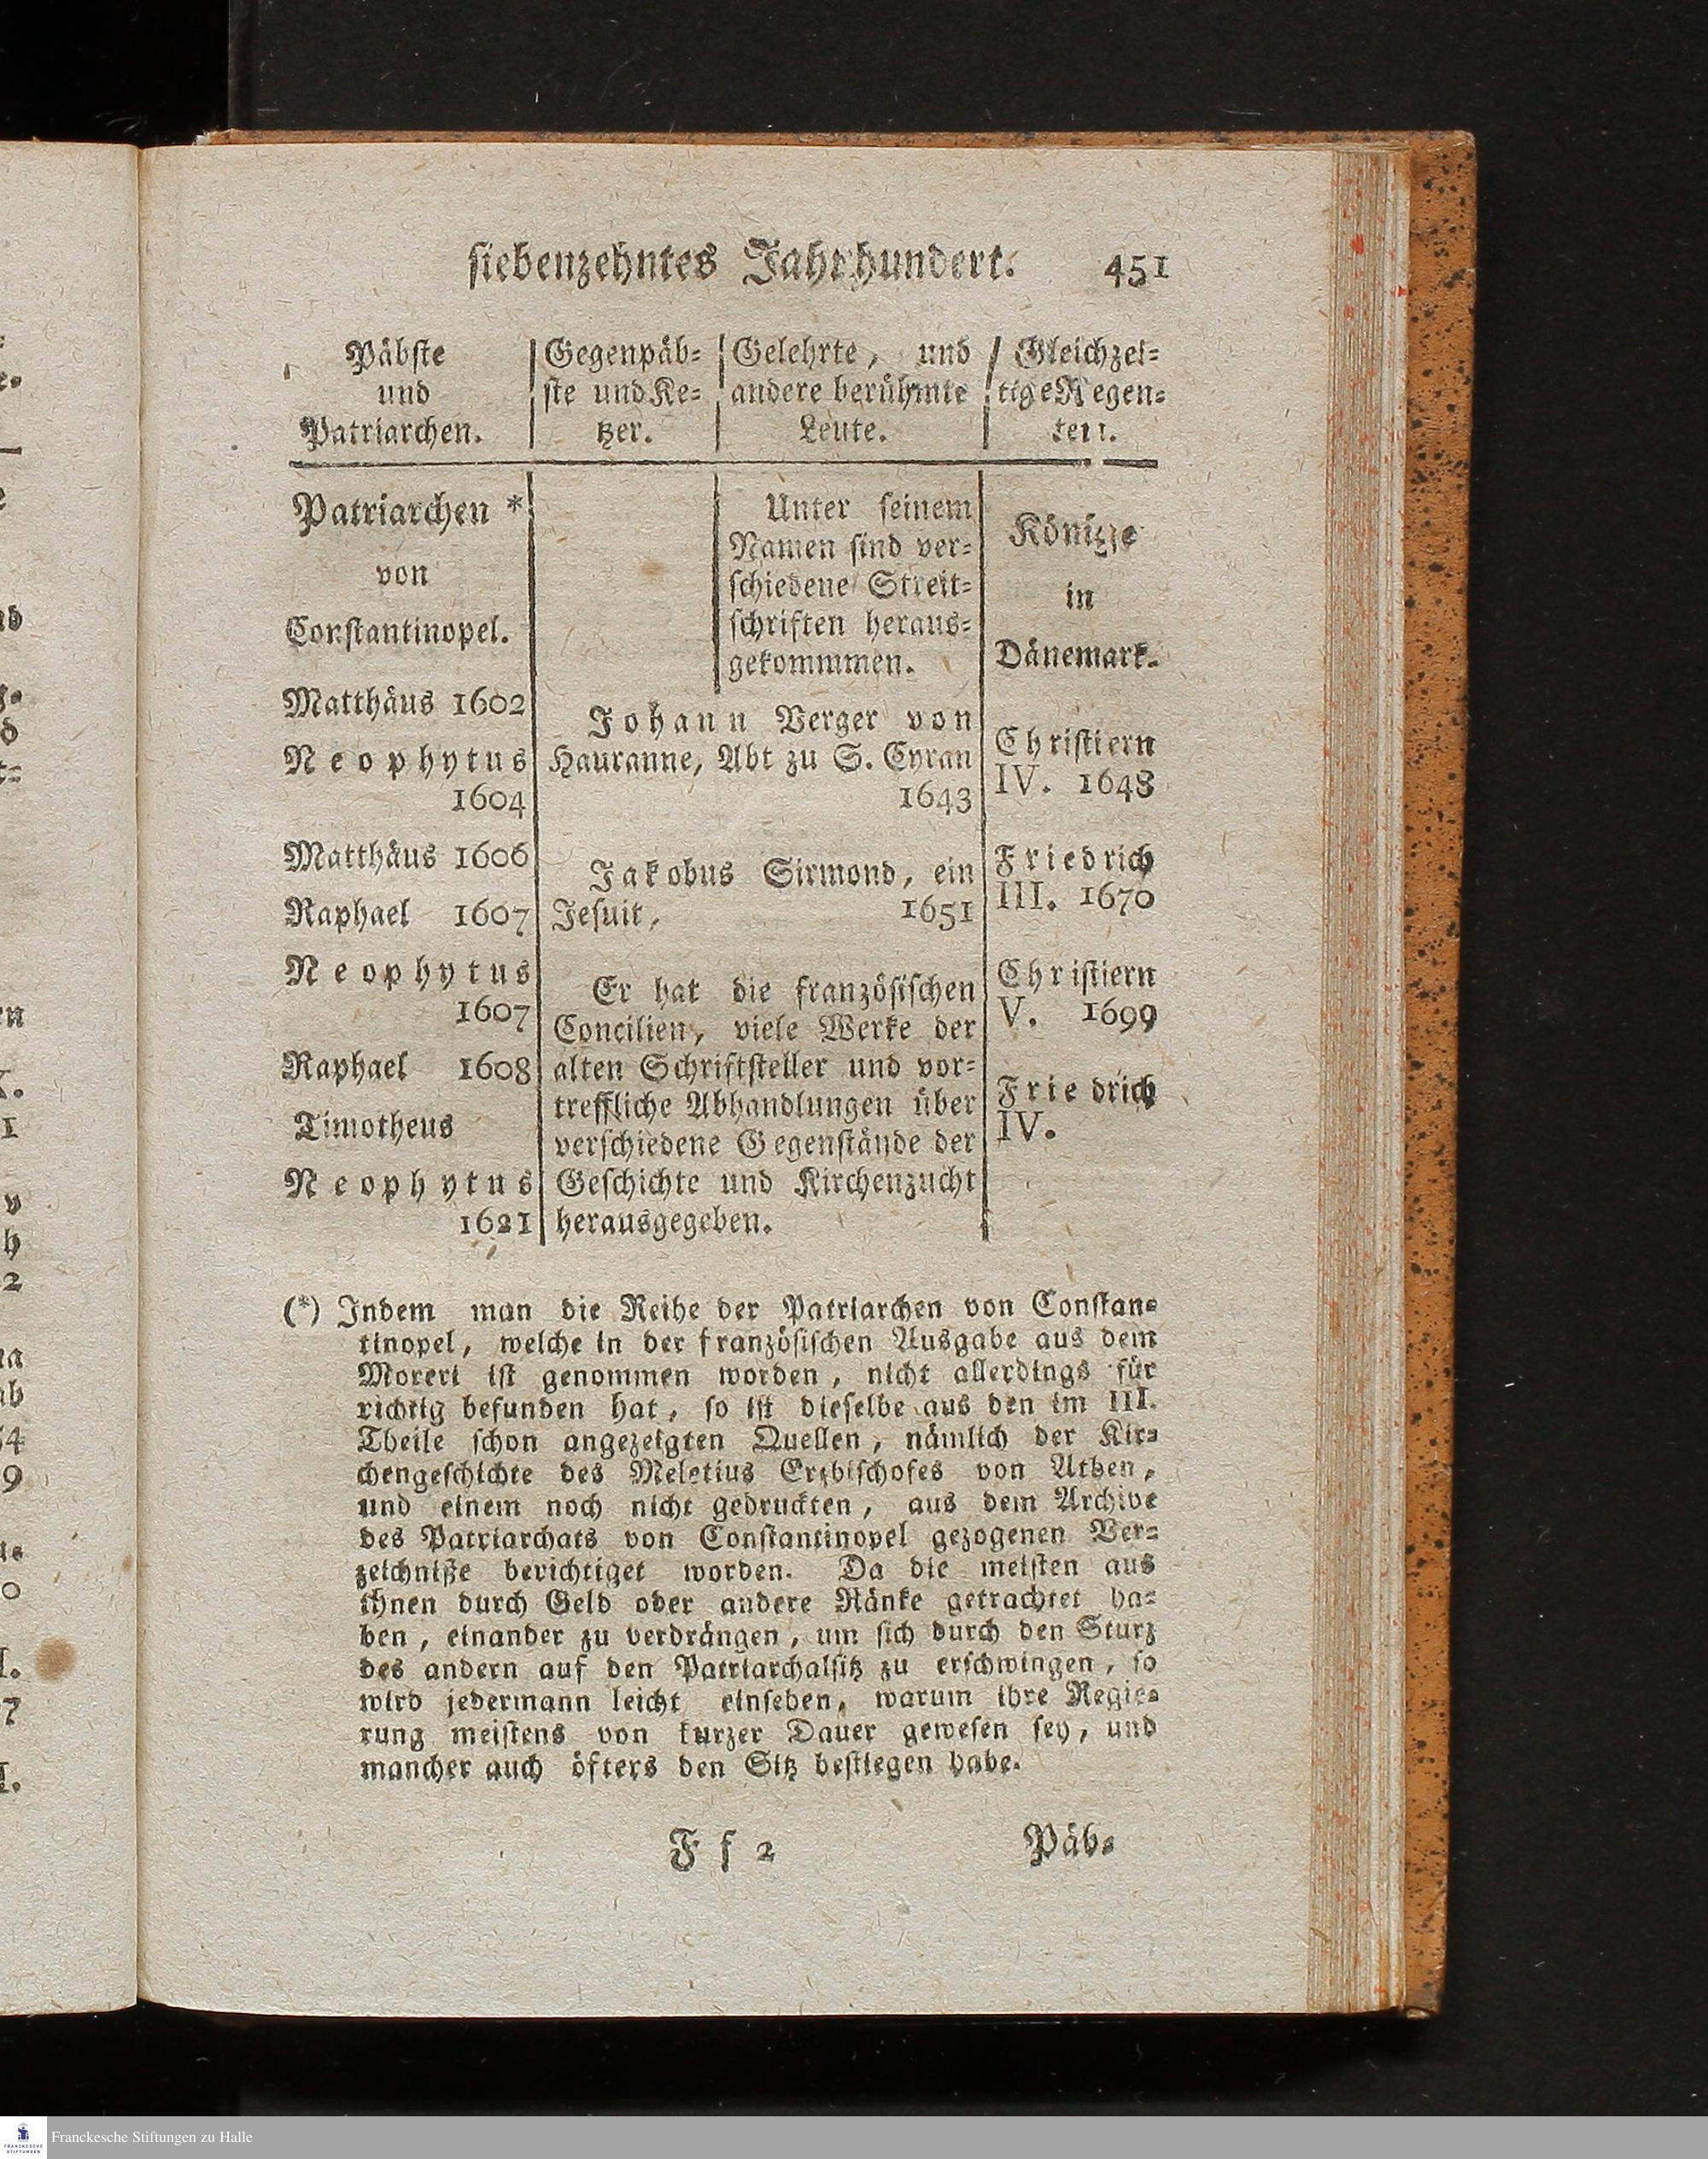 siebenzehntes Jahrhundert. 451
Päbste
und
Patriarchen.
Gegenpäb-
ste und Ke-
tzer.
Gelehrte, und
andere berühmte
Leute.
Gleichzei-
tige Regen-
ten.
Patriarchen *
von
Constantinopel.
Matthäus 1602
Neophytus
1604
Matthäus 1606
Raphael 1607
Neophytus
1607
Raphael 1608
Timotheus
Neophytus
1621
Unter seinem
Namen sind ver-
schiedene Streit-
schriften heraus-
gekommmen.
Johann Verger von
Hauranne, Abt zu S. Cyran
1643
Jakobus Sirmond, ein
Jesuit, 1651
Er hat die französischen
Concilien, viele Werke der
alten Schriftsteller und vor-
treffliche Abhandlungen über
verschiedene Gegenstände der
Geschichte und Kirchenzucht
herausgegeben.
Könige
in
Dänemark.
Christiern
IV. 1648
Friedrich
III. 1670
Christiern
V. 1699
Friedrich
IV.
(*) Indem man die Reihe der Patriarchen von Constan-
tinopel, welche in der französischen Ausgabe aus dem
Moreri ist genommen worden, nicht allerdings für
richtig befunden hat, so ist dieselbe aus den im III.
Theile schon angezeigten Quellen, nämlich der Kir-
chengeschichte des Meletius Erzbischofes von Athen,
und einem noch nicht gedruckten, aus dem Archive
des Patriarchats von Constantinopel gezogenen Ver-
zeichniße berichtiget worden. Da die meisten aus
ihnen durch Geld oder andere Ränke getrachtet ha-
ben, einander zu verdrängen, um sich durch den Sturz
des andern auf den Patriarchalsitz zu erschwingen, so
wird jedermann leicht einsehen, warum ihre Regie-
rung meistens von kurzer Dauer gewesen sey, und
mancher auch öfters den Sitz bestiegen habe.
F f 2 Päb-
Franckesche Stiftungen zu Halle